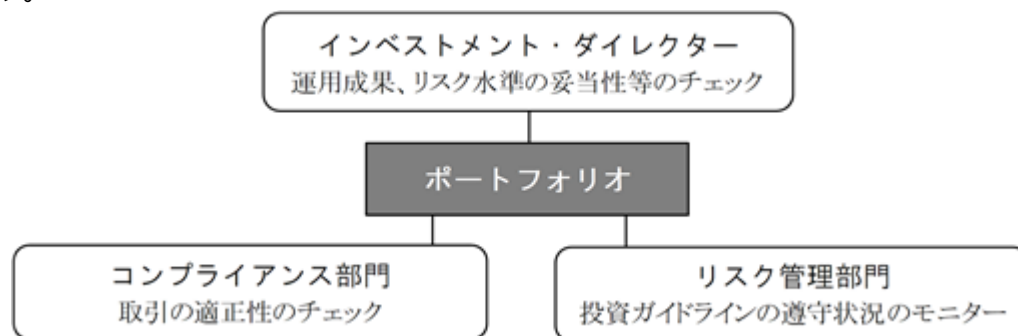 す。
インベストメント・ダイレクター
運用成果、リスク水準の妥当性等のチェック
ポートフォリオ
コンプライアンス部門
取引の適正性のチェック
リスク管理部門
投資ガイドラインの遵守状況のモニター